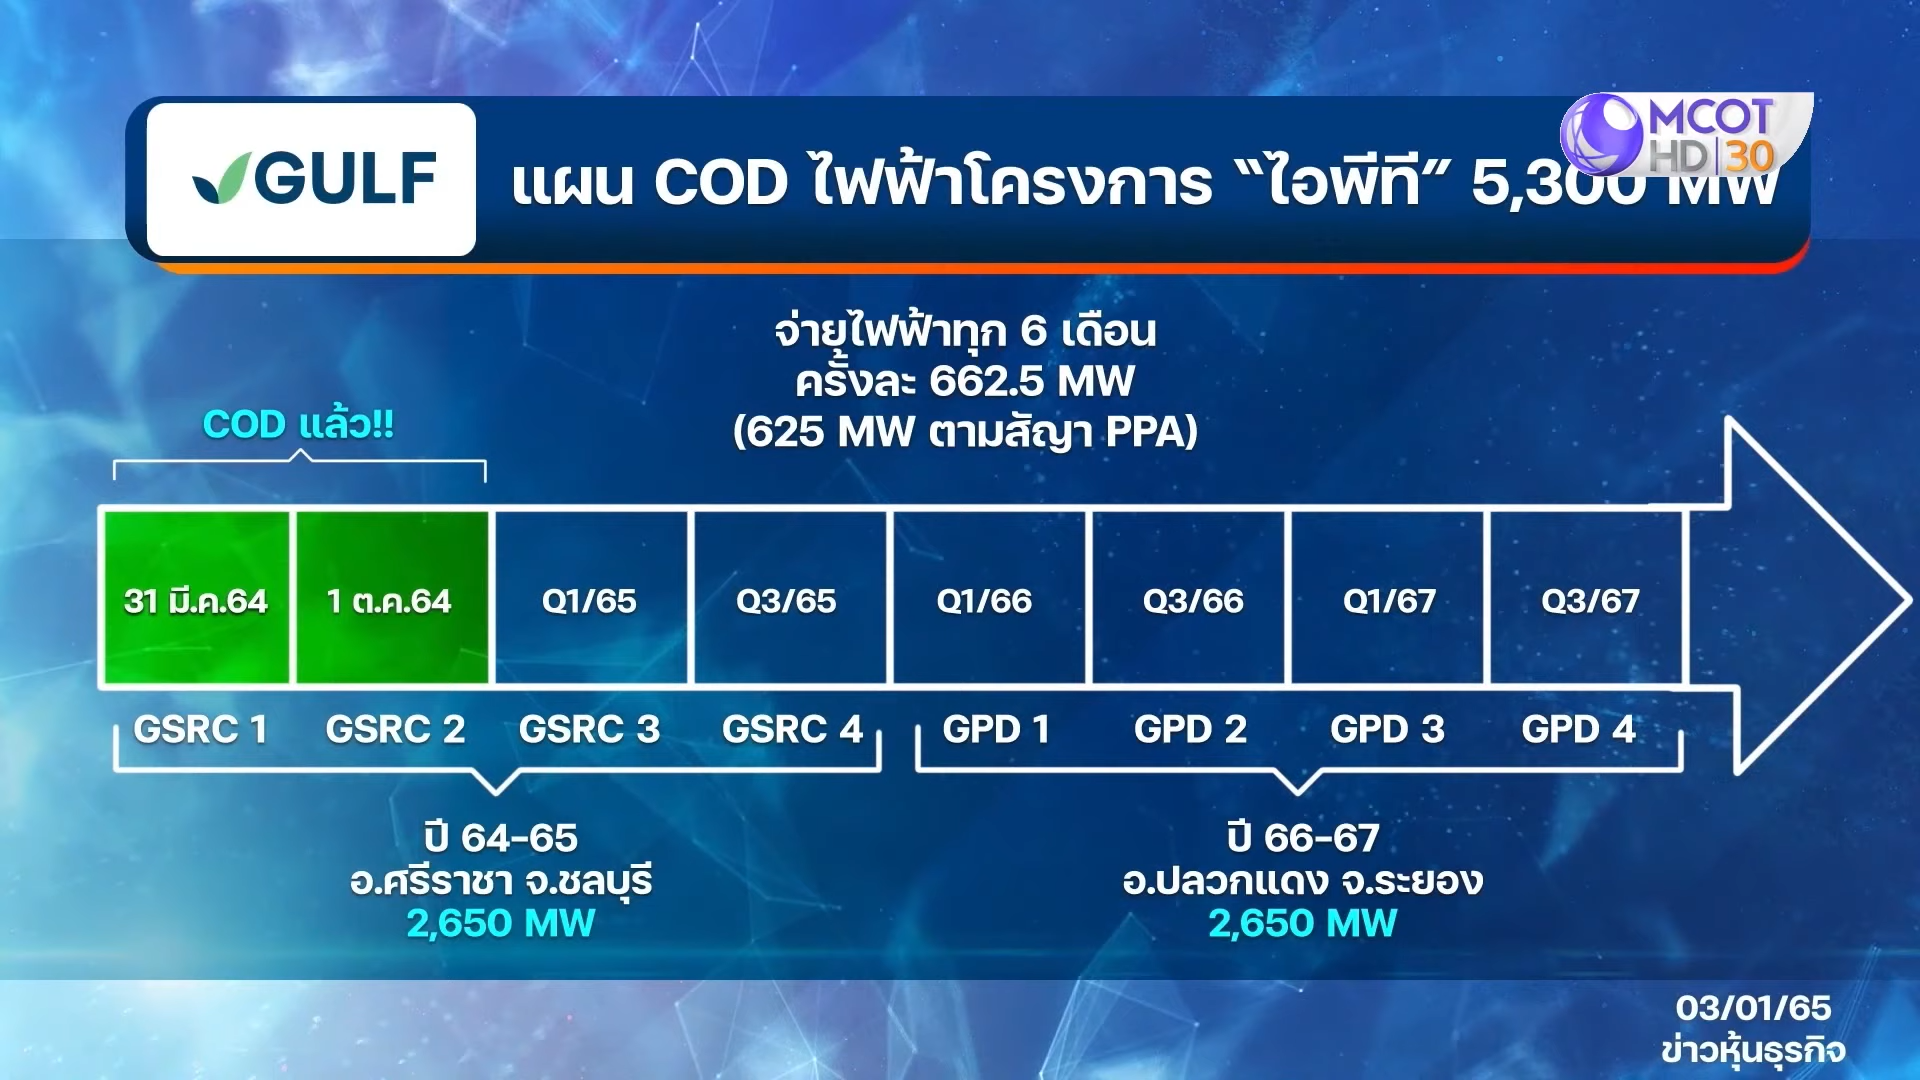 GULF
แผน COD ไฟฟ้าโครงการ “ไอพีที” 5,300 MW
MCOT
HD|30
จ่ายไฟฟ้าทุก 6 เดือน
ครั้งละ 662.5 MW
(625 MW ตามสัญา PPA)
COD แล้ว!!
31 มี.ค.64 1 ต.ค.64 Q1/65 Q3/65 Q1/66 Q3/66 Q1/67 Q3/67
GSRC 1 GSRC 2 GSRC 3 GSRC 4 GPD 1 GPD 2 GPD 3 GPD 4
ปี 64-65
อ.ศรีราชา จ.ชลบุรี
2,650 MW
ปี 66-67
อ.ปลวกแดง จ.ระยอง
2,650 MW
03/01/65
ข่าวหุ้นธุรกิจ